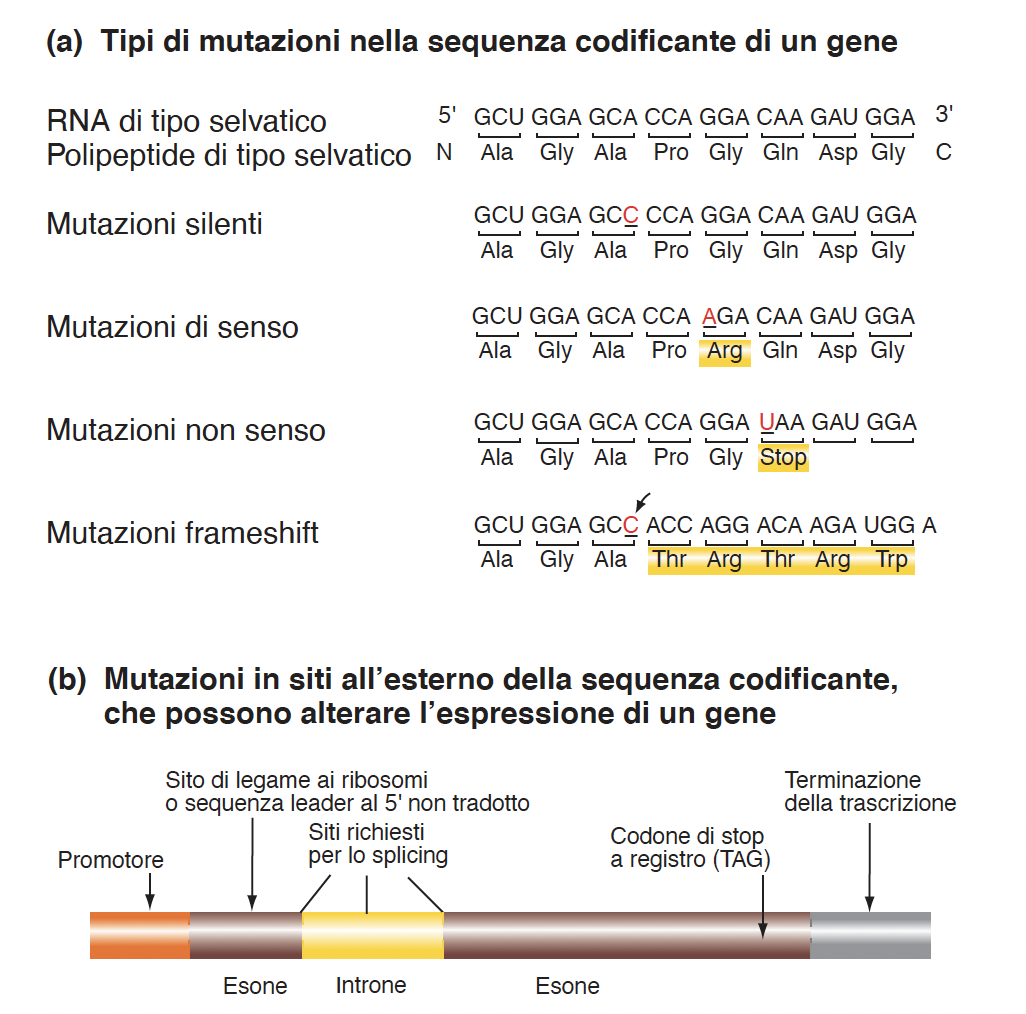 (a) Tipi di mutazioni nella sequenza codificante di un gene
RNA di tipo selvatico 5' GCU GGA GCA CCA GGA CAA GAU GGA 3'
Polipeptide di tipo selvatico N Ala Gly Ala Pro Gly Gln Asp Gly C
Mutazioni silenti GCU GGA GCC CCA GGA CAA GAU GGA
Ala Gly Ala Pro Gly Gln Asp Gly
Mutazioni di senso GCU GGA GCA CCA AGA CAA GAU GGA
Ala Gly Ala Pro Arg Gln Asp Gly
Mutazioni non senso GCU GGA GCA CCA GGA UAA GAU GGA
Ala Gly Ala Pro Gly Stop
Mutazioni frameshift GCU GGA GCC ACC AGG ACA AGA UGG A
Ala Gly Ala Thr Arg Thr Arg Trp
(b) Mutazioni in siti all'esterno della sequenza codificante,
che possono alterare l'espressione di un gene
Sito di legame ai ribosomi
o sequenza leader al 5' non tradotto
Terminazione
della trascrizione
Siti richiesti
per lo splicing
Codone di stop
a registro (TAG)
Promotore
Esone Introne Esone